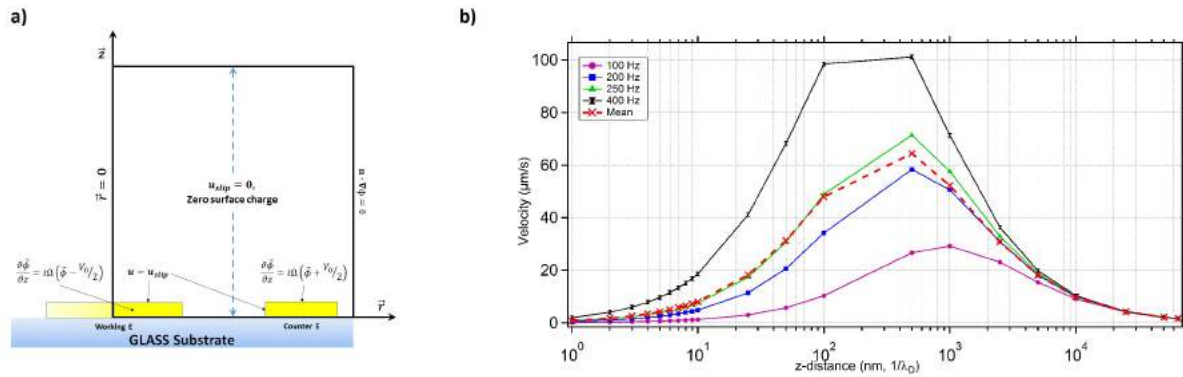 a)
z⃗
r⃗ = 0
u_slip = 0,
Zero surface charge
n · ∇Φ = 0
∂φ̃/∂z = ιΩ(φ̃ − V₀/2)
u = u_slip
∂φ̃/∂z = ιΩ(φ̃ + V₀/2)
r⃗
Working E
Counter E
GLASS Substrate
b)
100 Hz
200 Hz
250 Hz
400 Hz
Mean
Velocity (µm/s)
100
80
60
40
20
0
10⁰
10¹
10²
10³
10⁴
z-distance (nm, 1/λ_D)